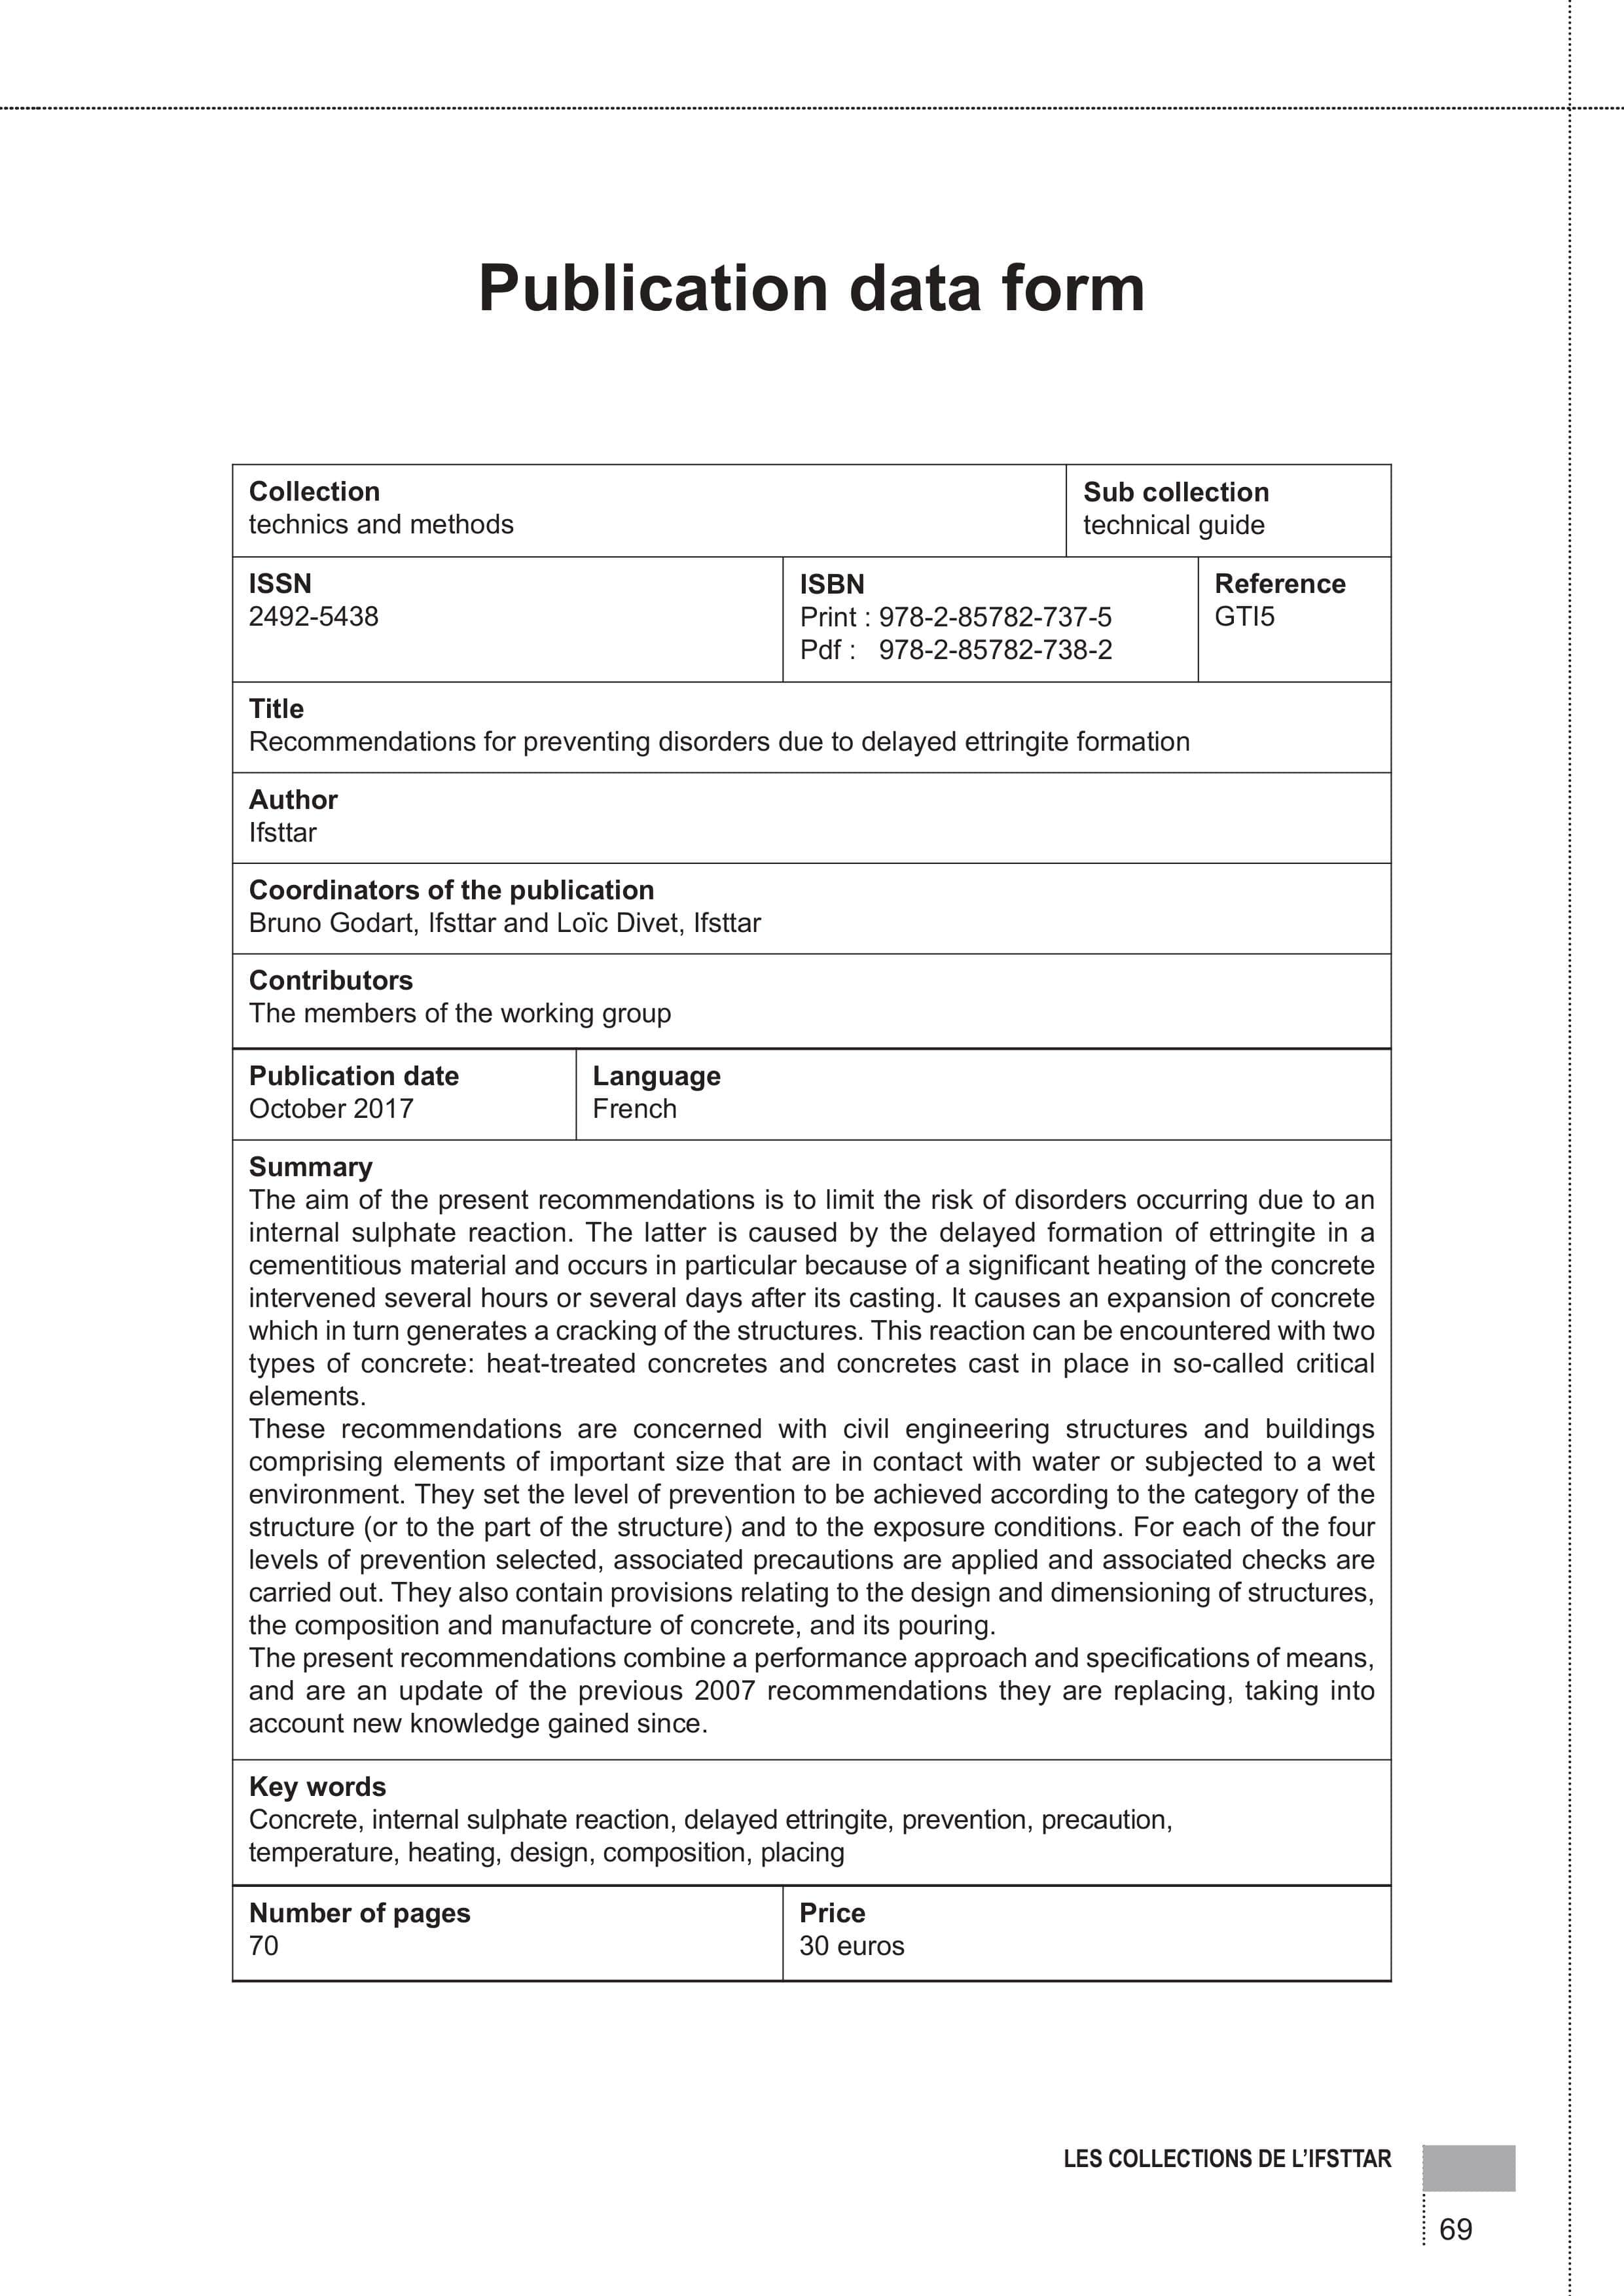 Publication data form
Collection
technics and methods
Sub collection
technical guide
ISSN
2492-5438
ISBN
Print : 978-2-85782-737-5
Pdf : 978-2-85782-738-2
Reference
GTI5
Title
Recommendations for preventing disorders due to delayed ettringite formation
Author
Ifsttar
Coordinators of the publication
Bruno Godart, Ifsttar and Loïc Divet, Ifsttar
Contributors
The members of the working group
Publication date
October 2017
Language
French
Summary
The aim of the present recommendations is to limit the risk of disorders occurring due to an
internal sulphate reaction. The latter is caused by the delayed formation of ettringite in a
cementitious material and occurs in particular because of a significant heating of the concrete
intervened several hours or several days after its casting. It causes an expansion of concrete
which in turn generates a cracking of the structures. This reaction can be encountered with two
types of concrete: heat-treated concretes and concretes cast in place in so-called critical
elements.
These recommendations are concerned with civil engineering structures and buildings
comprising elements of important size that are in contact with water or subjected to a wet
environment. They set the level of prevention to be achieved according to the category of the
structure (or to the part of the structure) and to the exposure conditions. For each of the four
levels of prevention selected, associated precautions are applied and associated checks are
carried out. They also contain provisions relating to the design and dimensioning of structures,
the composition and manufacture of concrete, and its pouring.
The present recommendations combine a performance approach and specifications of means,
and are an update of the previous 2007 recommendations they are replacing, taking into
account new knowledge gained since.
Key words
Concrete, internal sulphate reaction, delayed ettringite, prevention, precaution,
temperature, heating, design, composition, placing
Number of pages
70
Price
30 euros
LES COLLECTIONS DE L’IFSTTAR
69